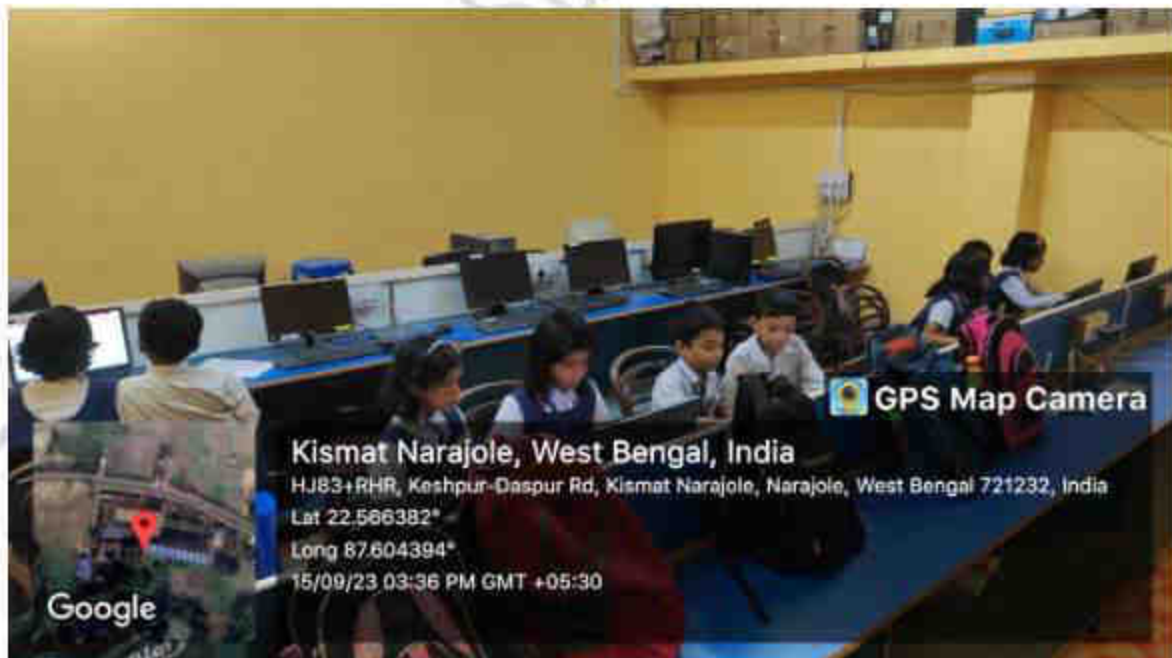 GPS Map Camera
Kismat Narajole, West Bengal, India
HJ83+RHR, Keshpur-Daspur Rd, Kismat Narajole, Narajole, West Bengal 721232, India
Lat 22.566382°
Long 87.604394°
15/09/23 03:36 PM GMT +05:30
Google